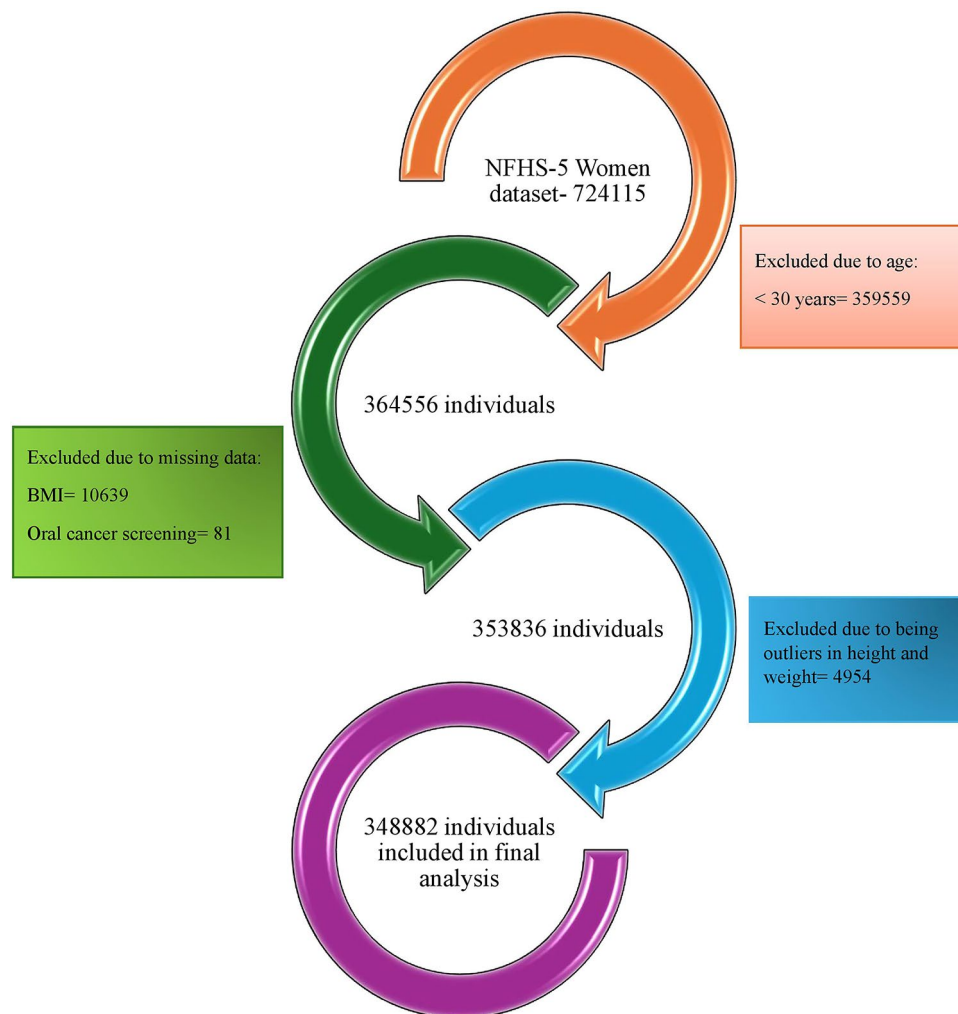 NFHS-5 Women
dataset- 724115
Excluded due to age:
< 30 years= 359559
364556 individuals
Excluded due to missing data:
BMI= 10639
Oral cancer screening= 81
353836 individuals
Excluded due to being
outliers in height and
weight= 4954
348882 individuals
included in final
analysis